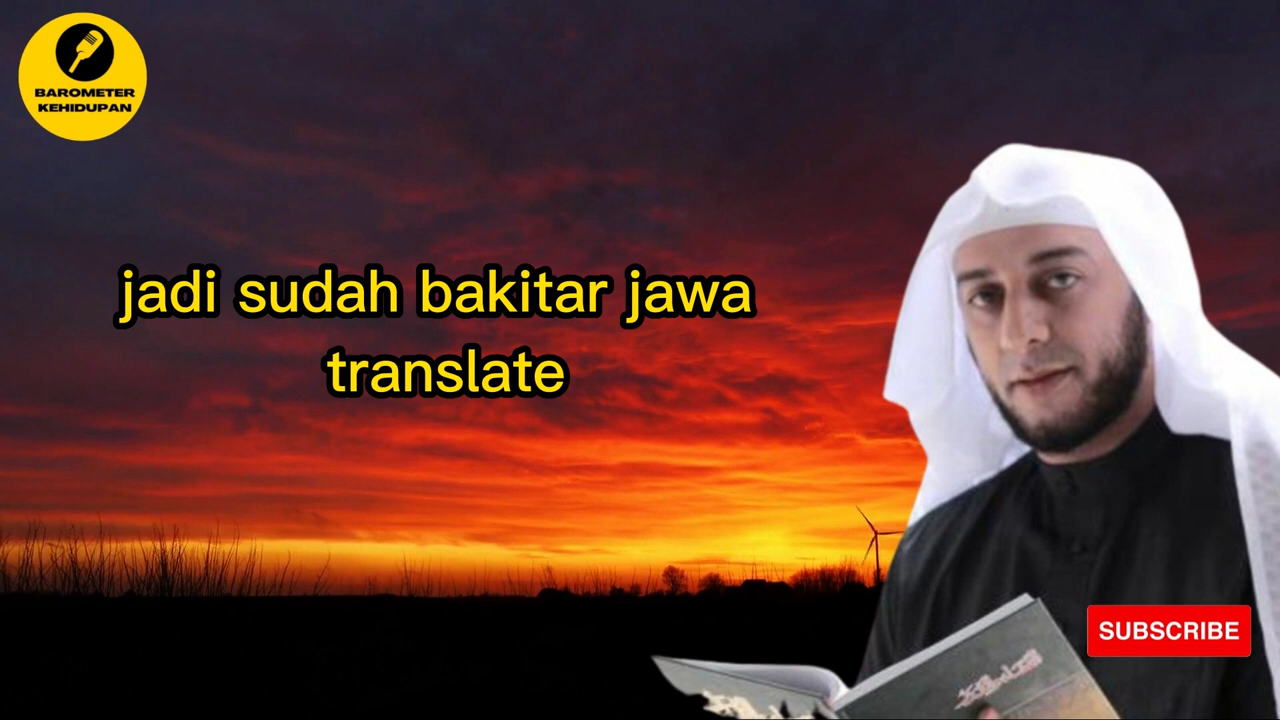 BAROMETER
KEHIDUPAN
jadi sudah bakitar jawa
translate
SUBSCRIBE